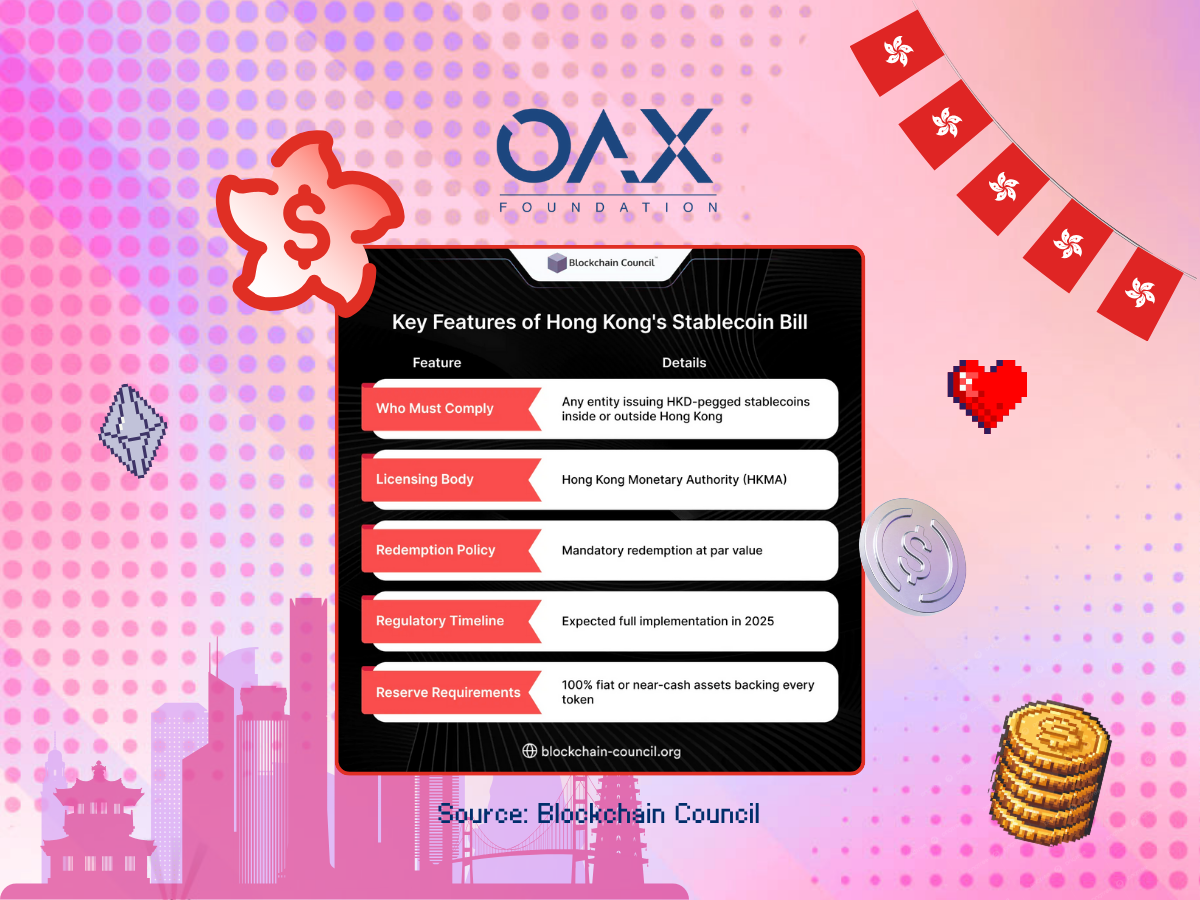 OAX
FOUNDATION
Blockchain Council
Key Features of Hong Kong's Stablecoin Bill
Feature
Details
Who Must Comply
Any entity issuing HKD-pegged stablecoins
inside or outside Hong Kong
Licensing Body
Hong Kong Monetary Authority (HKMA)
Redemption Policy
Mandatory redemption at par value
Regulatory Timeline
Expected full implementation in 2025
Reserve Requirements
100% fiat or near-cash assets backing every
token
blockchain-council.org
Source: Blockchain Council